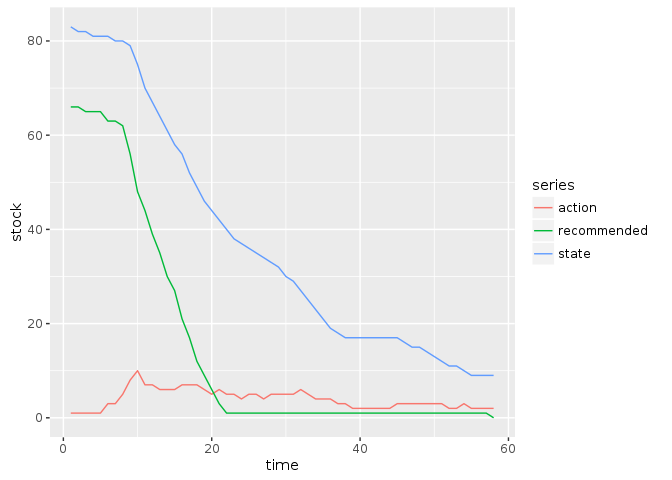 80
60
40
20
0
0 20 40 60
time
stock
series
action
recommended
state